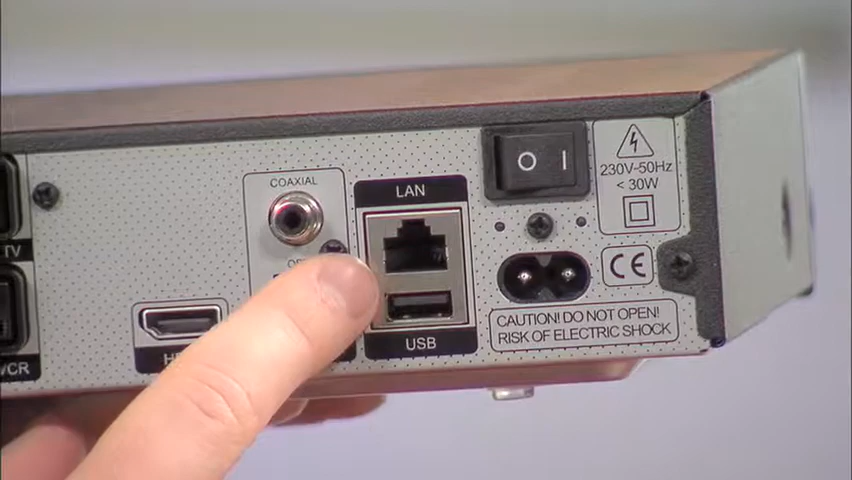 COAXIAL
LAN
USB
O I
230V~50Hz
< 30W
CE
CAUTION! DO NOT OPEN!
RISK OF ELECTRIC SHOCK!
TV
VCR